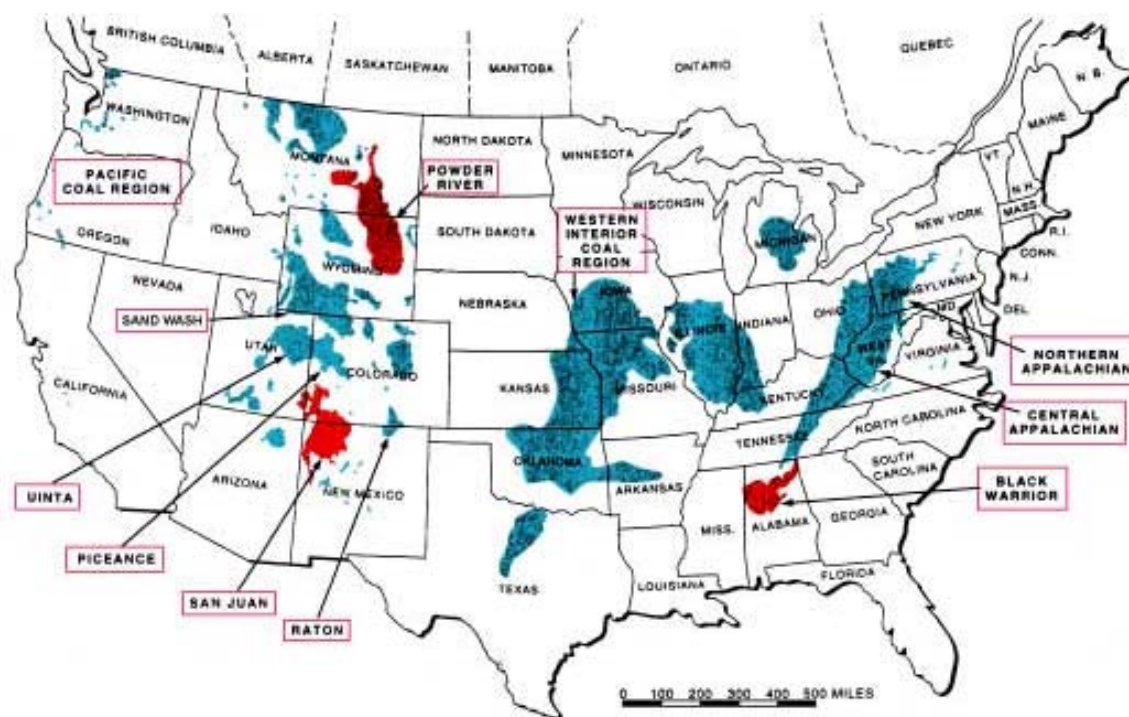 BRITISH COLUMBIA
ALBERTA
SASKATCHEWAN
MANITOBA
ONTARIO
QUEBEC
N. B.
MAINE
WASHINGTON
MONTANA
NORTH DAKOTA
MINNESOTA
VT.
N.H.
MASS.
R.I.
CONN.
NEW YORK
WISCONSIN
MICHIGAN
PACIFIC
COAL REGION
POWDER
RIVER
WESTERN
INTERIOR
COAL
REGION
OREGON
IDAHO
SOUTH DAKOTA
WYOMING
NEVADA
NEBRASKA
IOWA
PENNSYLVANIA
N.J.
OHIO
MD.
DEL.
SAND WASH
ILLINOIS
INDIANA
WEST
VA.
VIRGINIA
NORTHERN
APPALACHIAN
UTAH
COLORADO
CALIFORNIA
KANSAS
MISSOURI
KENTUCKY
CENTRAL
APPALACHIAN
NORTH CABOLINA
TENNESSEE
OKLAHOMA
ARKANSAS
SOUTH
CAROLINA
UINTA
ARIZONA
NEW MEXICO
BLACK
WARRIOR
MISS.
ALABAMA
GEORGIA
PICEANCE
TEXAS
LOUISIANA
FLORIDA
SAN JUAN
RATON
0 100 200 300 400 500 MILES